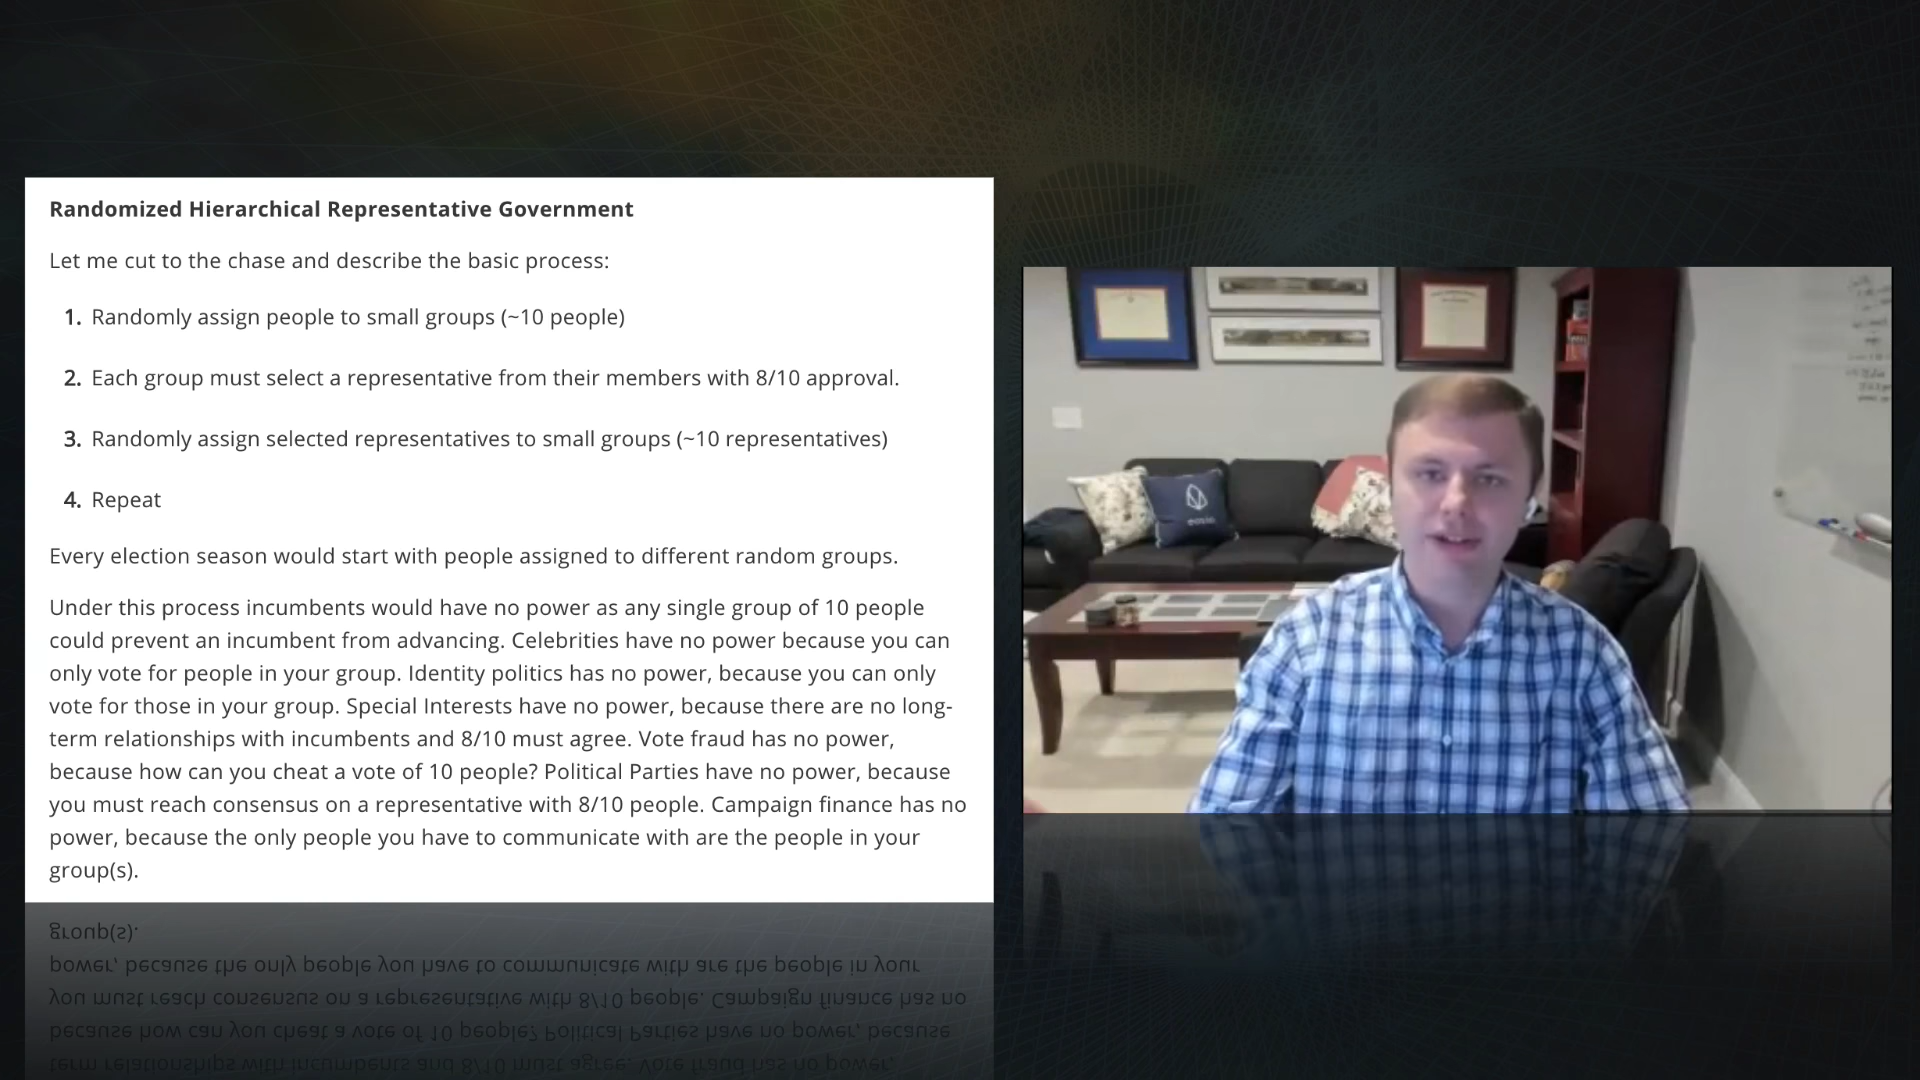 Randomized Hierarchical Representative Government
Let me cut to the chase and describe the basic process:
1. Randomly assign people to small groups (~10 people)
2. Each group must select a representative from their members with 8/10 approval.
3. Randomly assign selected representatives to small groups (~10 representatives)
4. Repeat
Every election season would start with people assigned to different random groups.
Under this process incumbents would have no power as any single group of 10 people
could prevent an incumbent from advancing. Celebrities have no power because you can
only vote for people in your group. Identity politics has no power, because you can only
vote for those in your group. Special Interests have no power, because there are no long-
term relationships with incumbents and 8/10 must agree. Vote fraud has no power,
because how can you cheat a vote of 10 people? Political Parties have no power, because
you must reach consensus on a representative with 8/10 people. Campaign finance has no
power, because the only people you have to communicate with are the people in your
group(s).
eosio